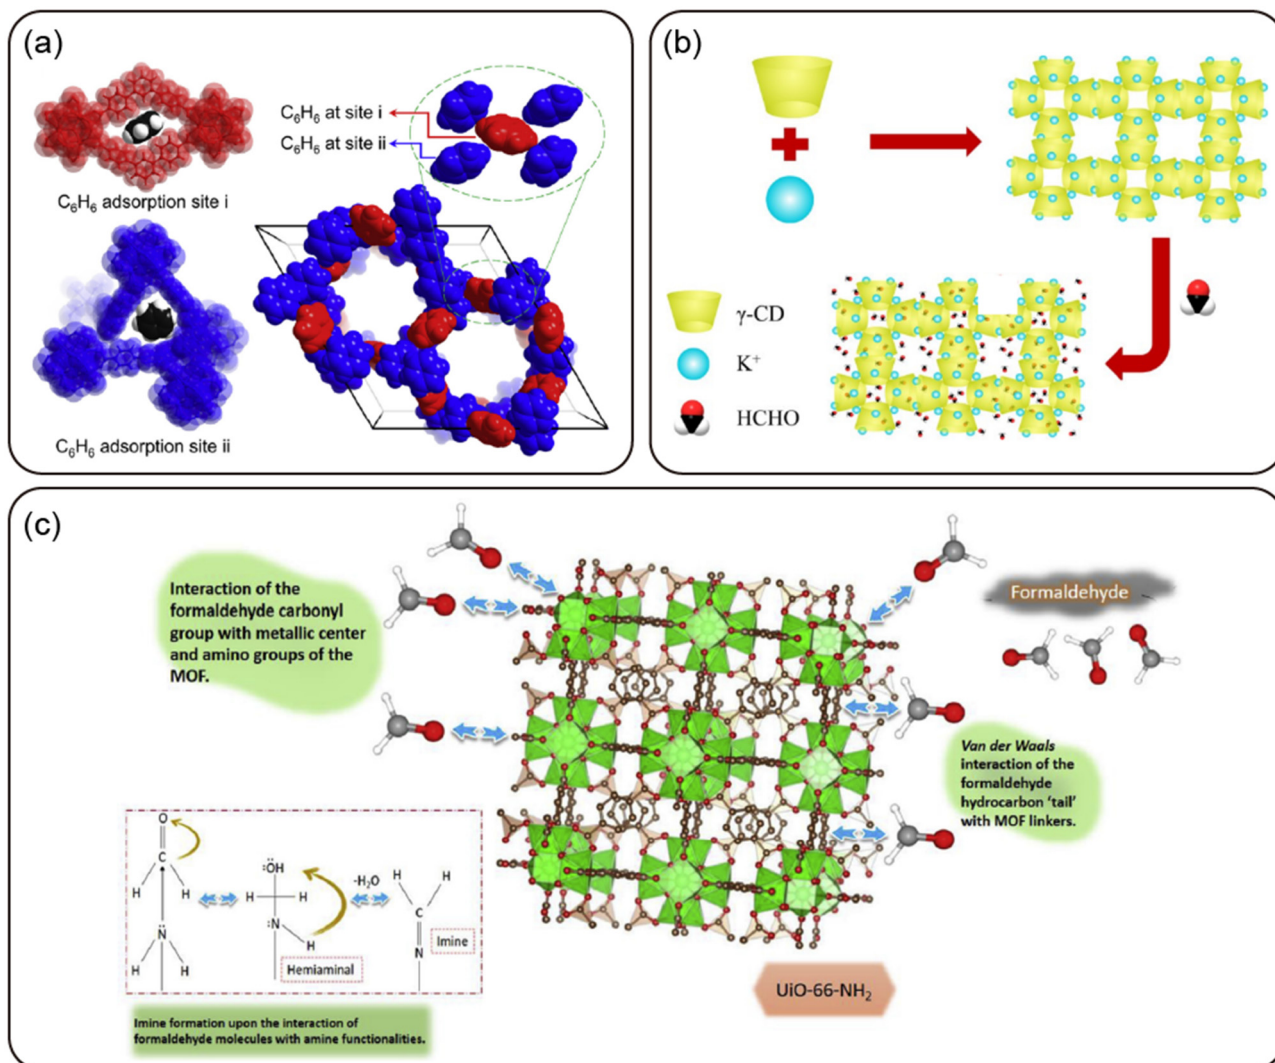 (a)
C₆H₆ at site i
C₆H₆ at site ii
C₆H₆ adsorption site i
C₆H₆ adsorption site ii
(b)
γ-CD
K⁺
HCHO
(c)
Interaction of the
formaldehyde carbonyl
group with metallic center
and amino groups of the
MOF.
Formaldehyde
Van der Waals
interaction of the
formaldehyde
hydrocarbon ‘tail’
with MOF linkers.
O
C
H H
N̈
H H
:ÖH
:N
H
Hemiaminal
-H₂O
H H
C
N
Imine
Imine formation upon the interaction of
formaldehyde molecules with amine functionalities.
UiO-66-NH₂